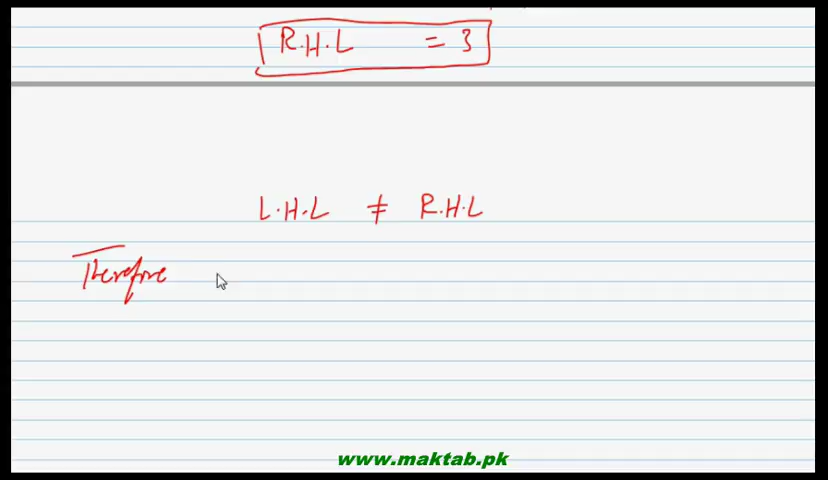 R.H.L = 3
L.H.L ≠ R.H.L
Therefore
www.maktab.pk